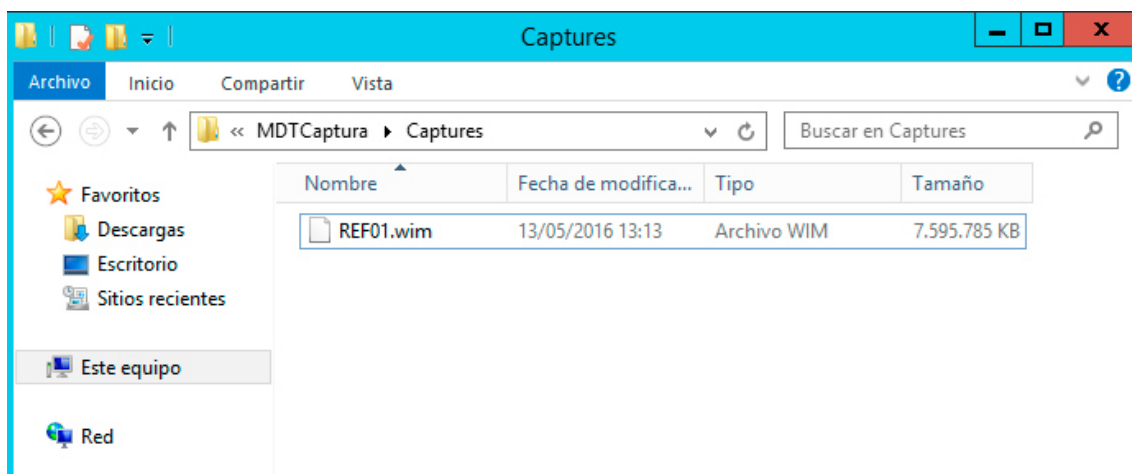 Captures
Archivo Inicio Compartir Vista
« MDTCaptura Captures Buscar en Captures
Favoritos
Descargas
Escritorio
Sitios recientes
Este equipo
Red
Nombre Fecha de modifica... Tipo Tamaño
REF01.wim 13/05/2016 13:13 Archivo WIM 7.595.785 KB